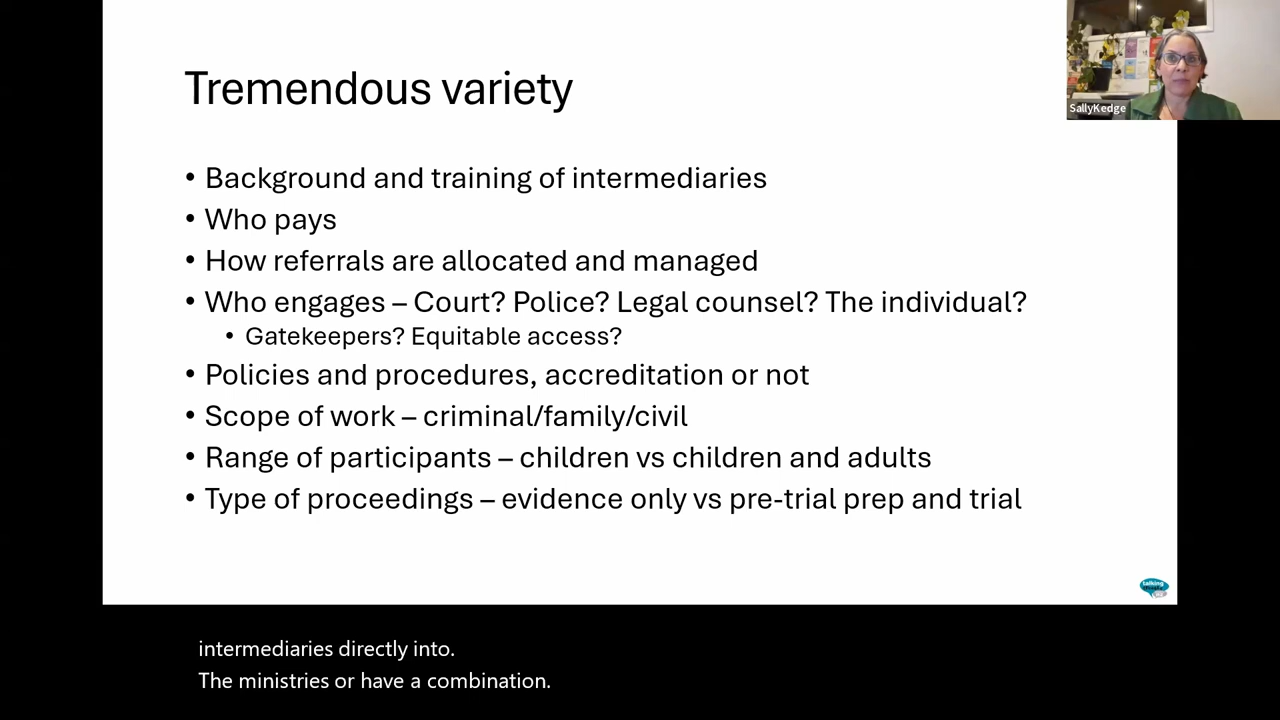 Tremendous variety
SallyKedge
• Background and training of intermediaries
• Who pays
• How referrals are allocated and managed
• Who engages – Court? Police? Legal counsel? The individual?
• Gatekeepers? Equitable access?
• Policies and procedures, accreditation or not
• Scope of work – criminal/family/civil
• Range of participants – children vs children and adults
• Type of proceedings – evidence only vs pre-trial prep and trial
talking
intermediaries directly into.
The ministries or have a combination.